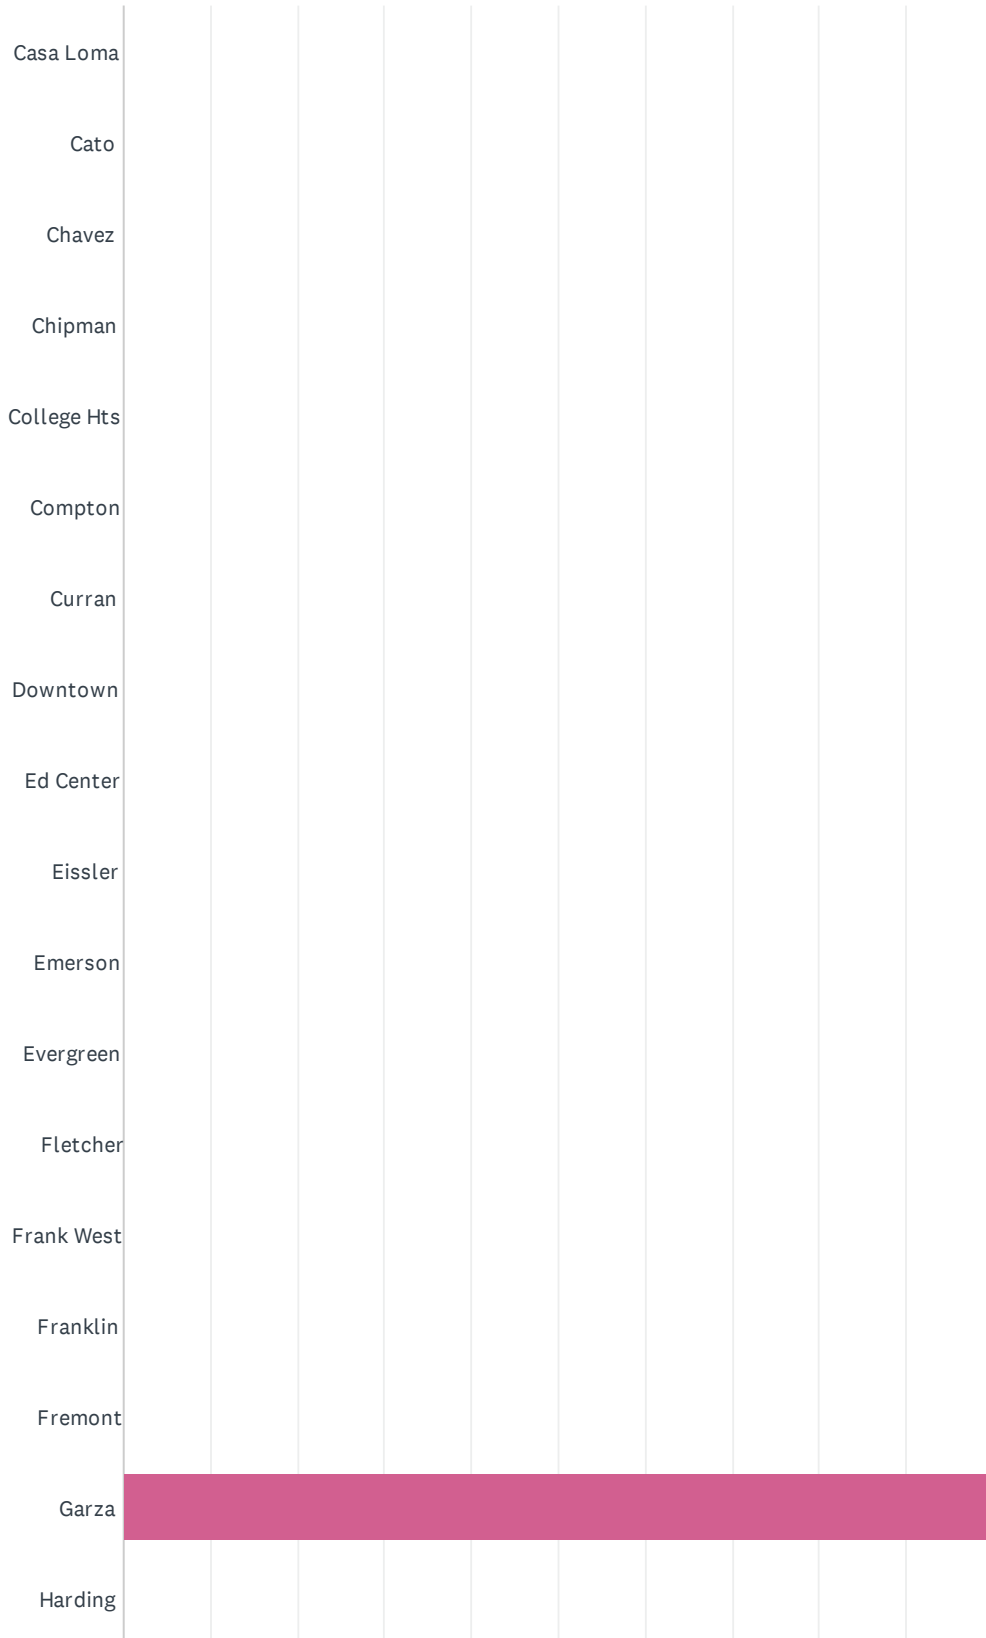 Casa Loma
Cato
Chavez
Chipman
College Hts
Compton
Curran
Downtown
Ed Center
Eissler
Emerson
Evergreen
Fletcher
Frank West
Franklin
Fremont
Garza
Harding